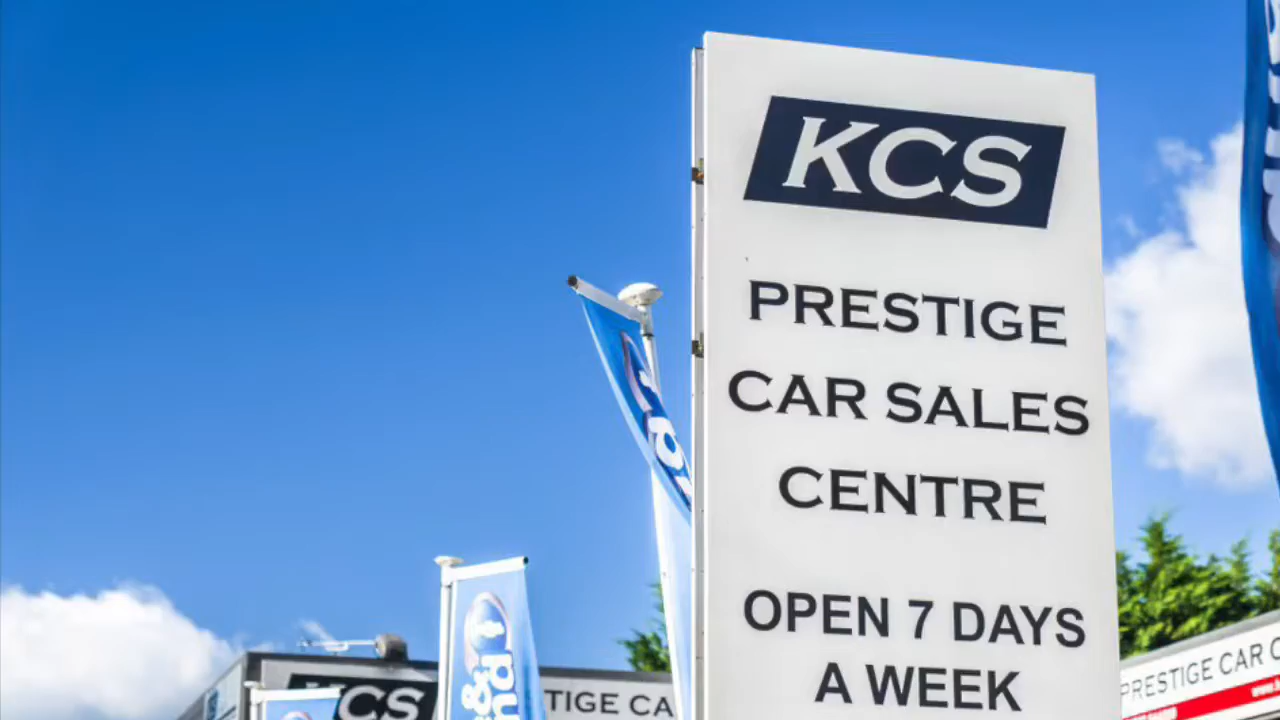 KCS
PRESTIGE
CAR SALES
CENTRE
OPEN 7 DAYS
A WEEK
KCS
PRESTIGE CAR